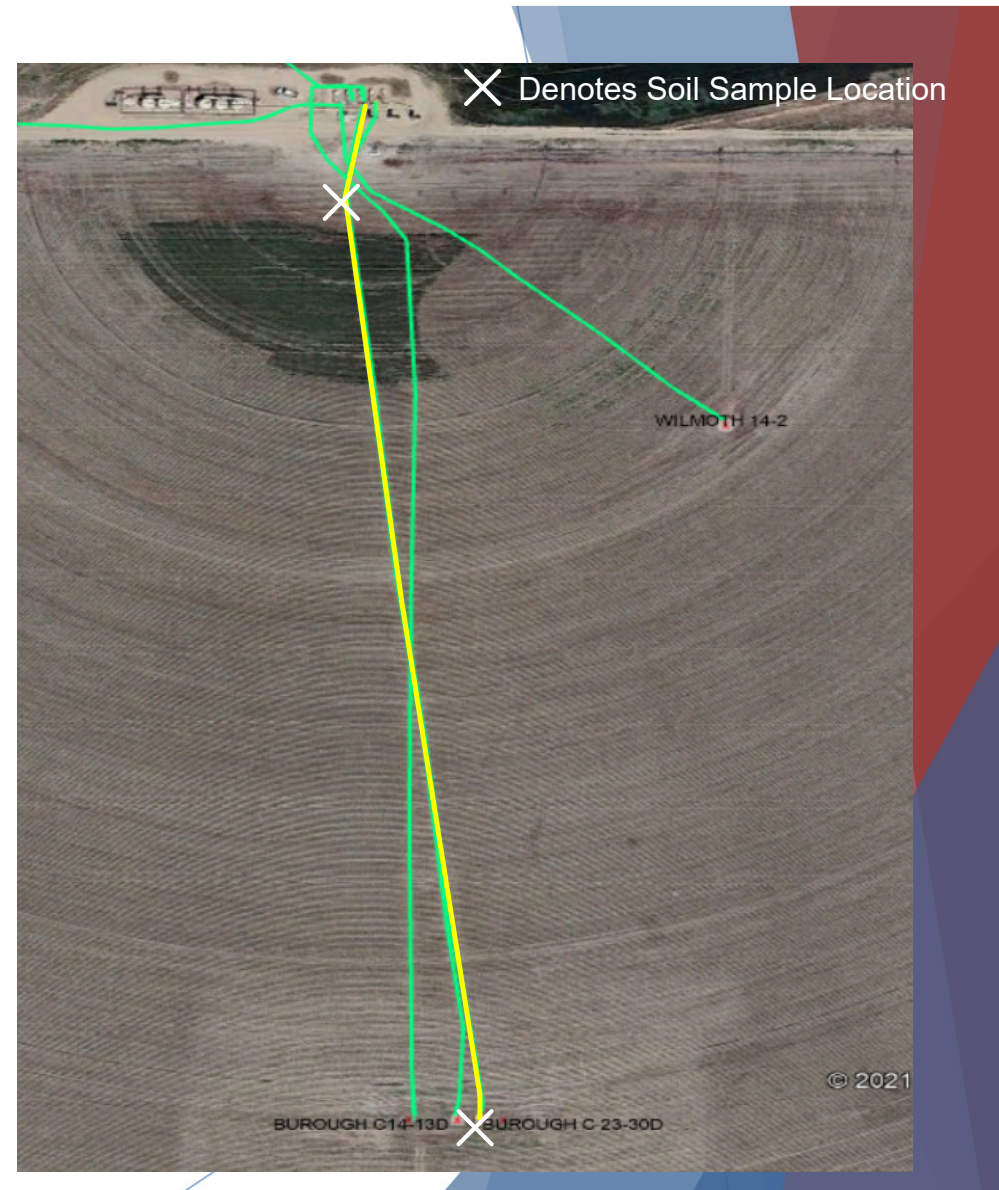 Denotes Soil Sample Location
WILMOTH 14-2
© 2021
BUROUGH C14-13D BUROUGH C 23-30D